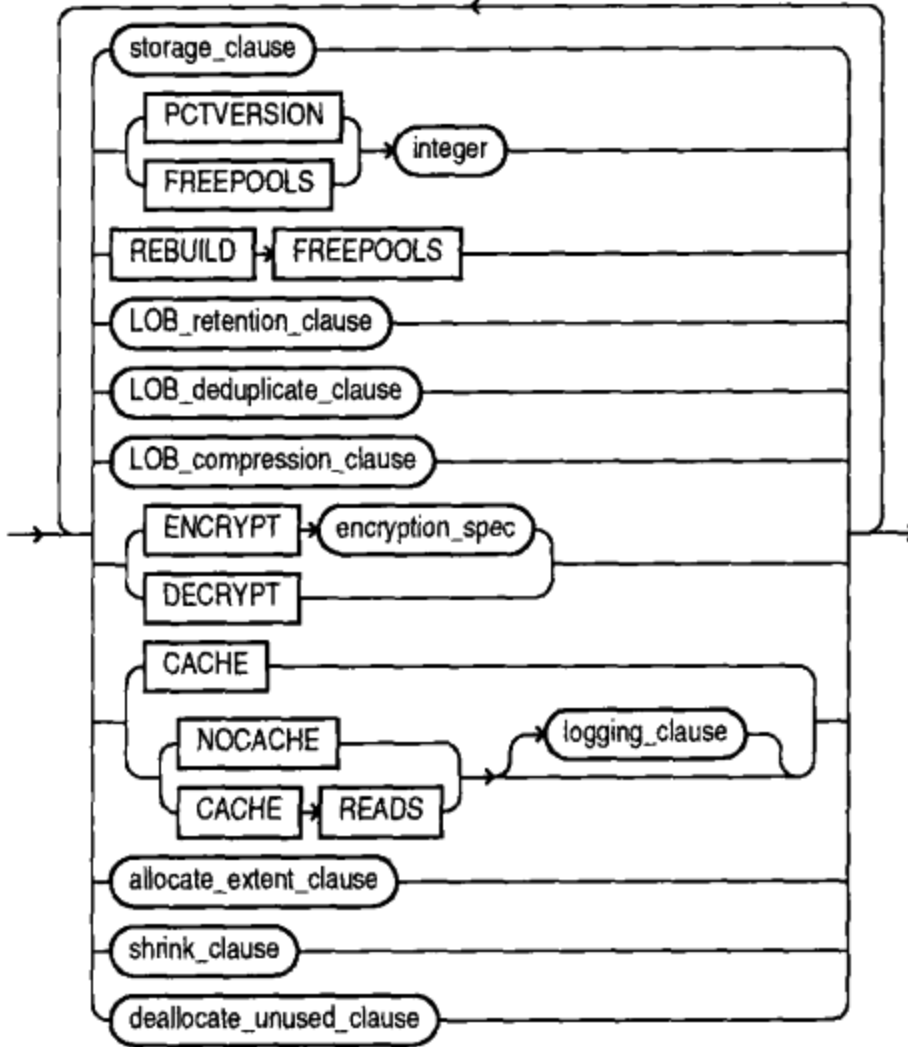 storage_clause
PCTVERSION
integer
FREEPOOLS
REBUILD FREEPOOLS
LOB_retention_clause
LOB_deduplicate_clause
LOB_compression_clause
ENCRYPT encryption_spec
DECRYPT
CACHE
NOCACHE logging_clause
CACHE READS
allocate_extent_clause
shrink_clause
deallocate_unused_clause